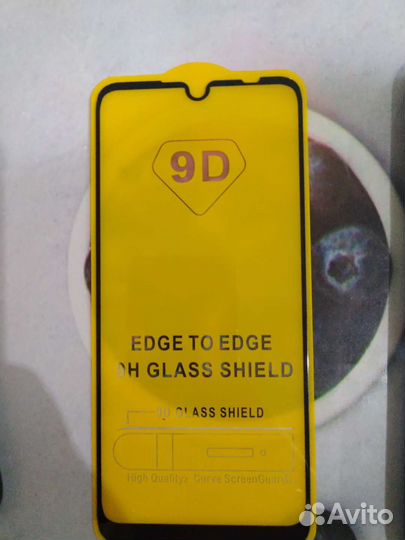 9D
EDGE TO EDGE
9H GLASS SHIELD
9D GLASS SHIELD
High Quality: Curve ScreenGuard
Avito